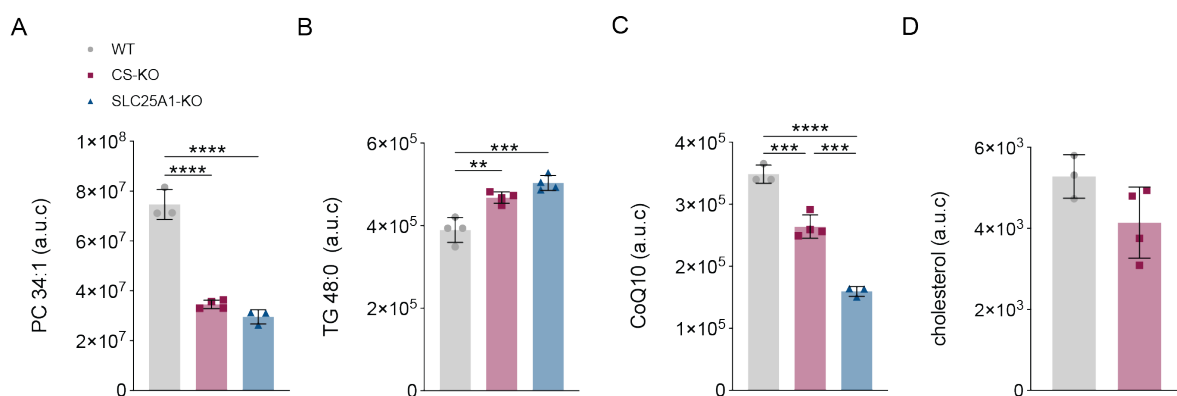 A
B
C
D
WT
CS-KO
SLC25A1-KO
PC 34:1 (a.u.c)
1×10⁸
8×10⁷
6×10⁷
4×10⁷
2×10⁷
0
****
****
TG 48:0 (a.u.c)
6×10⁵
4×10⁵
2×10⁵
0
***
**
CoQ10 (a.u.c)
4×10⁵
3×10⁵
2×10⁵
1×10⁵
0
****
*** ***
cholesterol (a.u.c)
6×10³
4×10³
2×10³
0